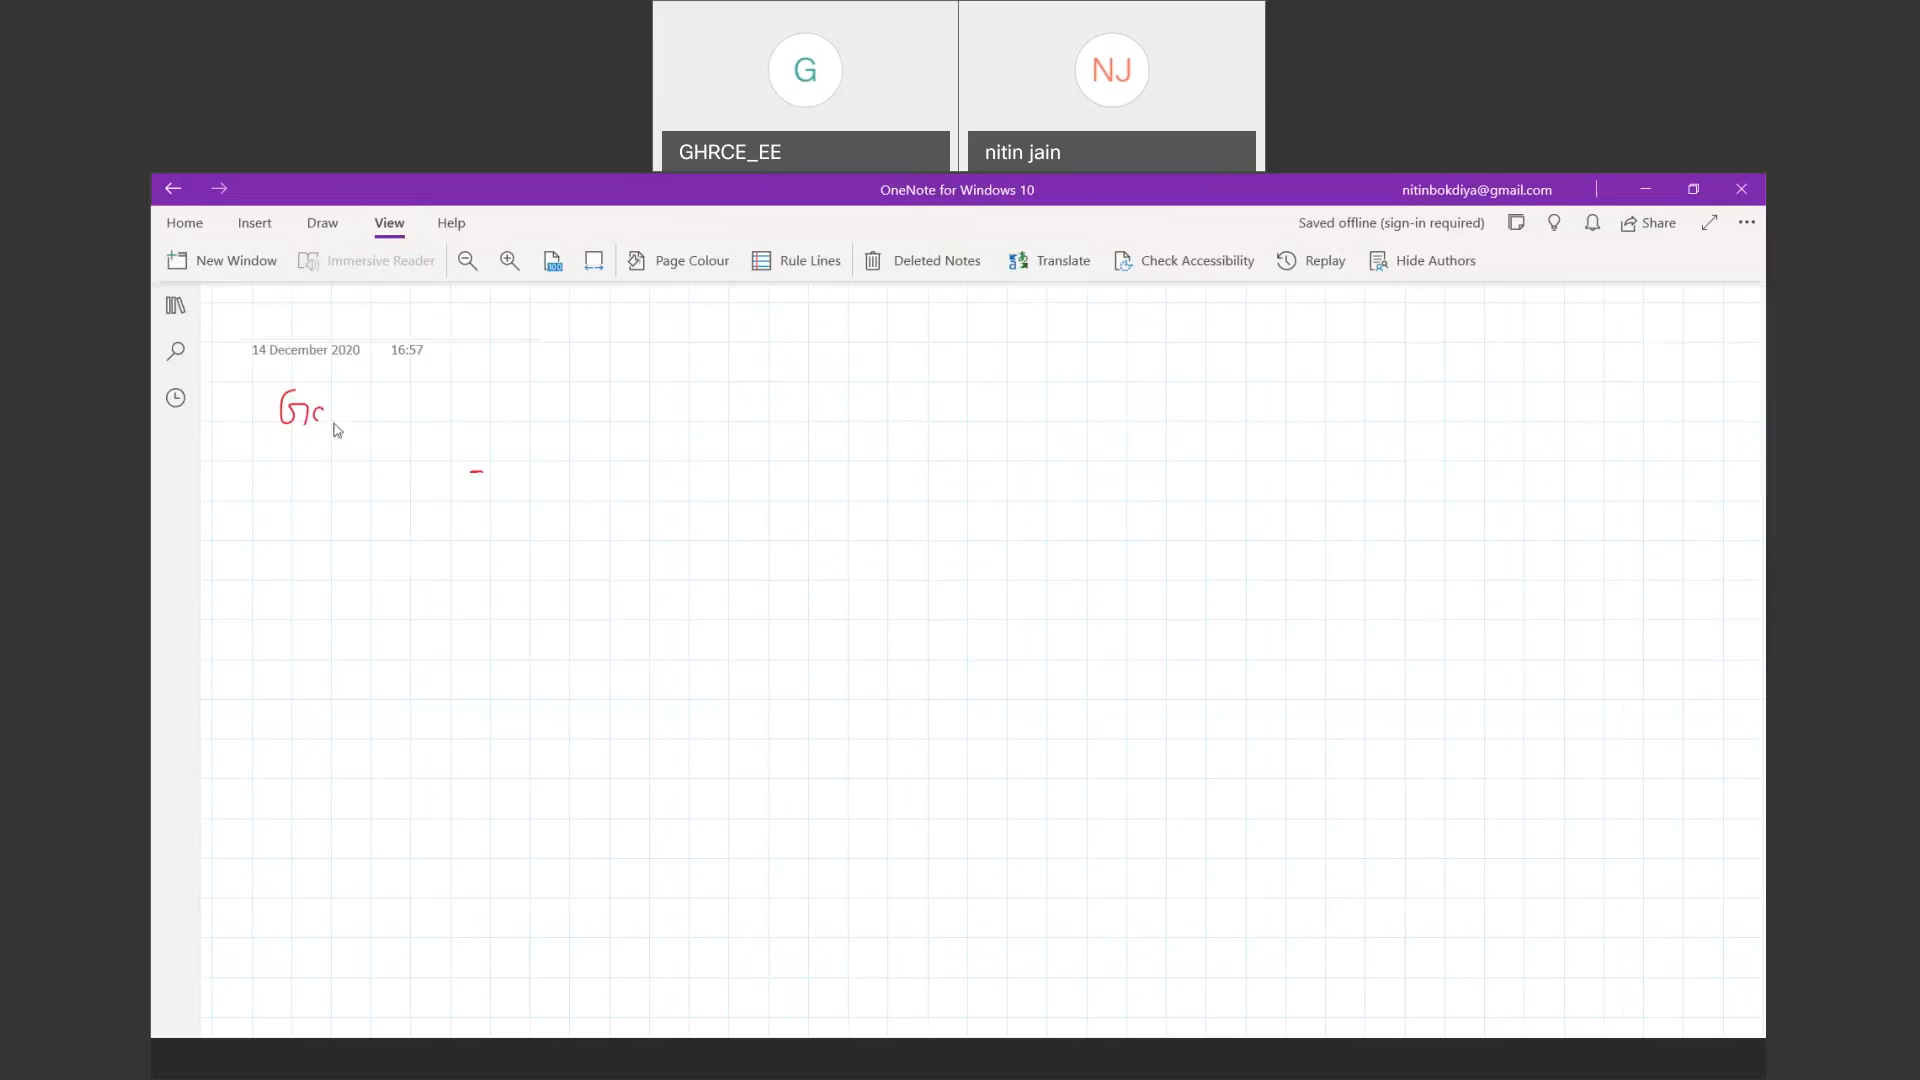 G NJ
GHRCE_EE nitin jain
OneNote for Windows 10 nitinbokdiya@gmail.com
Home Insert Draw View Help Saved offline (sign-in required) Share
New Window Immersive Reader Page Colour Rule Lines Deleted Notes Translate Check Accessibility Replay Hide Authors
14 December 2020 16:57